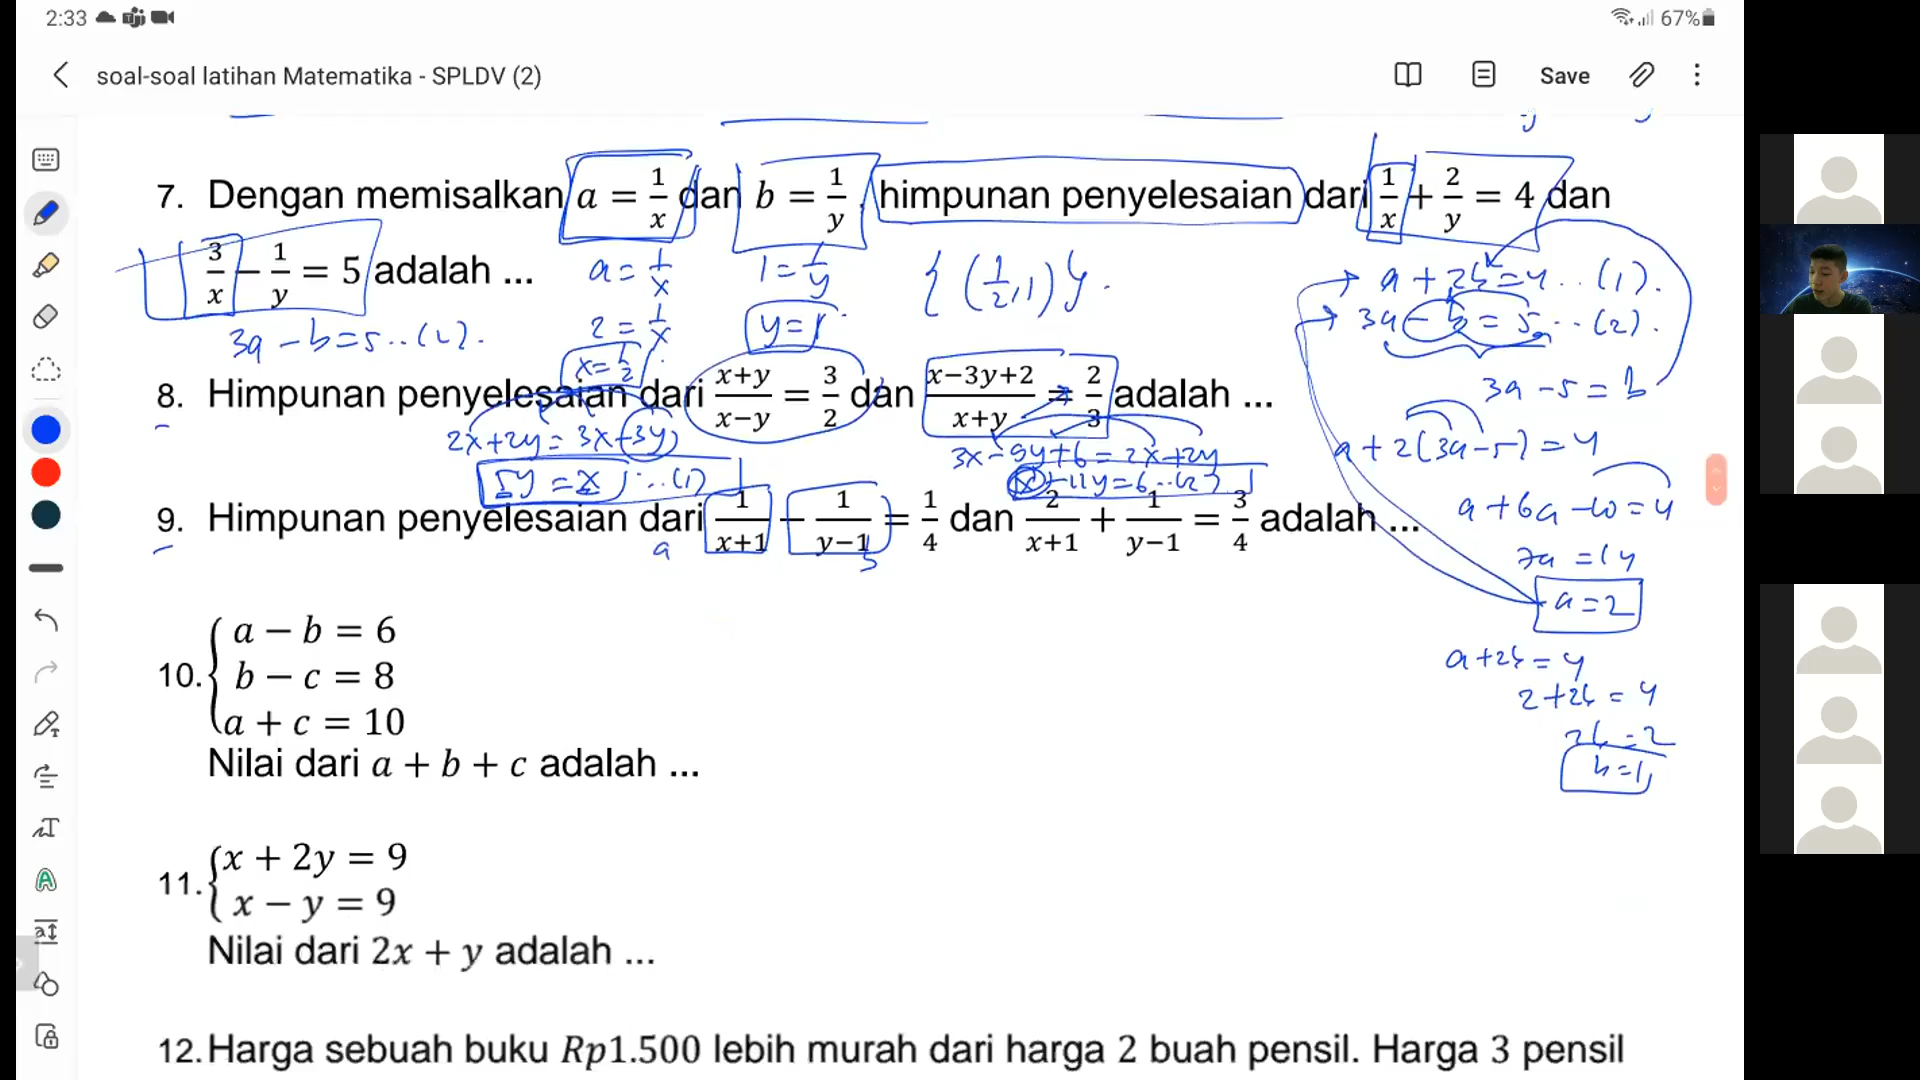 2:33 67%
soal-soal latihan Matematika - SPLDV (2) Save
7. Dengan memisalkan a = 1/x dan b = 1/y, himpunan penyelesaian dari 1/x + 2/y = 4 dan
3/x − 1/y = 5 adalah ...
a = 1/x
1 = 1/y
{(1/2, 1)}.
a + 2b = 4 .. (1).
3a − b = 5 .. (2).
2 = 1/x
y = 1
3a − b = 5 .. (2).
x = 1/2
3a − 5 = b
8. Himpunan penyelesaian dari x+y/x−y = 3/2 dan x−3y+2/x+y = 2/3 adalah ...
2x + 2y = 3x − 3y
3x − 9y + 6 = 2x + 2y
a + 2(3a − 5) = 4
5y = x ... (1)
x − 11y = 6 .. (2)
a + 6a − 10 = 4
9. Himpunan penyelesaian dari 1/x+1 − 1/y−1 = 1/4 dan 2/x+1 + 1/y−1 = 3/4 adalah ...
a b
7a = 14
a = 2
10. a − b = 6
b − c = 8
a + c = 10
Nilai dari a + b + c adalah ...
a + 2b = 4
2 + 2b = 4
2b = 2
b = 1
11. x + 2y = 9
x − y = 9
Nilai dari 2x + y adalah ...
12. Harga sebuah buku Rp1.500 lebih murah dari harga 2 buah pensil. Harga 3 pensil